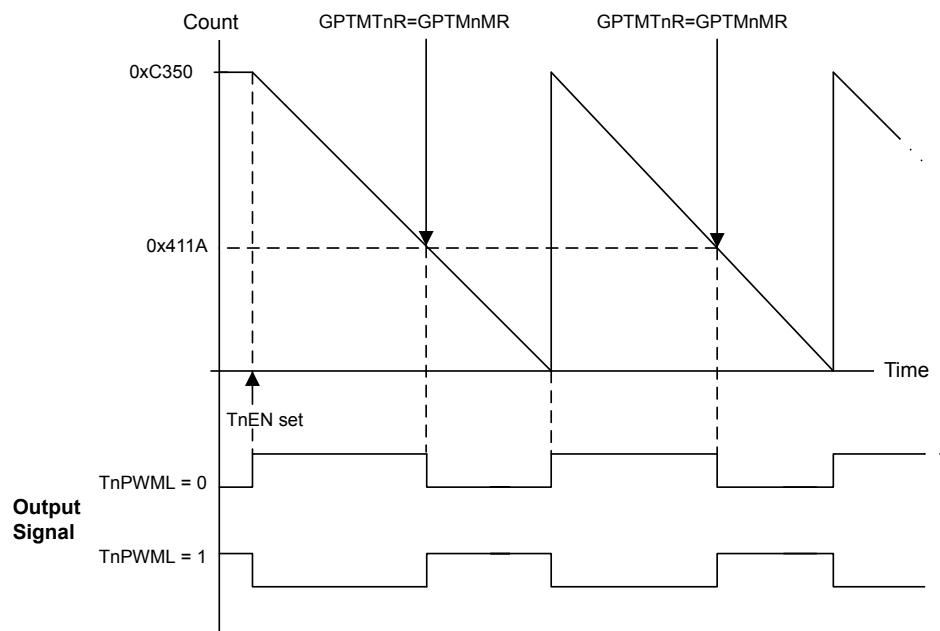 Count
GPTMTnR=GPTMnMR
GPTMTnR=GPTMnMR
0xC350
0x411A
Time
TnEN set
TnPWML = 0
Output
Signal
TnPWML = 1